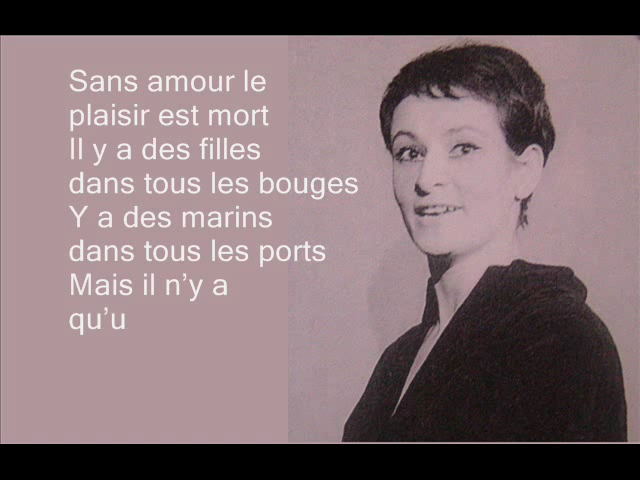 Sans amour le
plaisir est mort
Il y a des filles
dans tous les bouges
Y a des marins
dans tous les ports
Mais il n’y a
qu’u